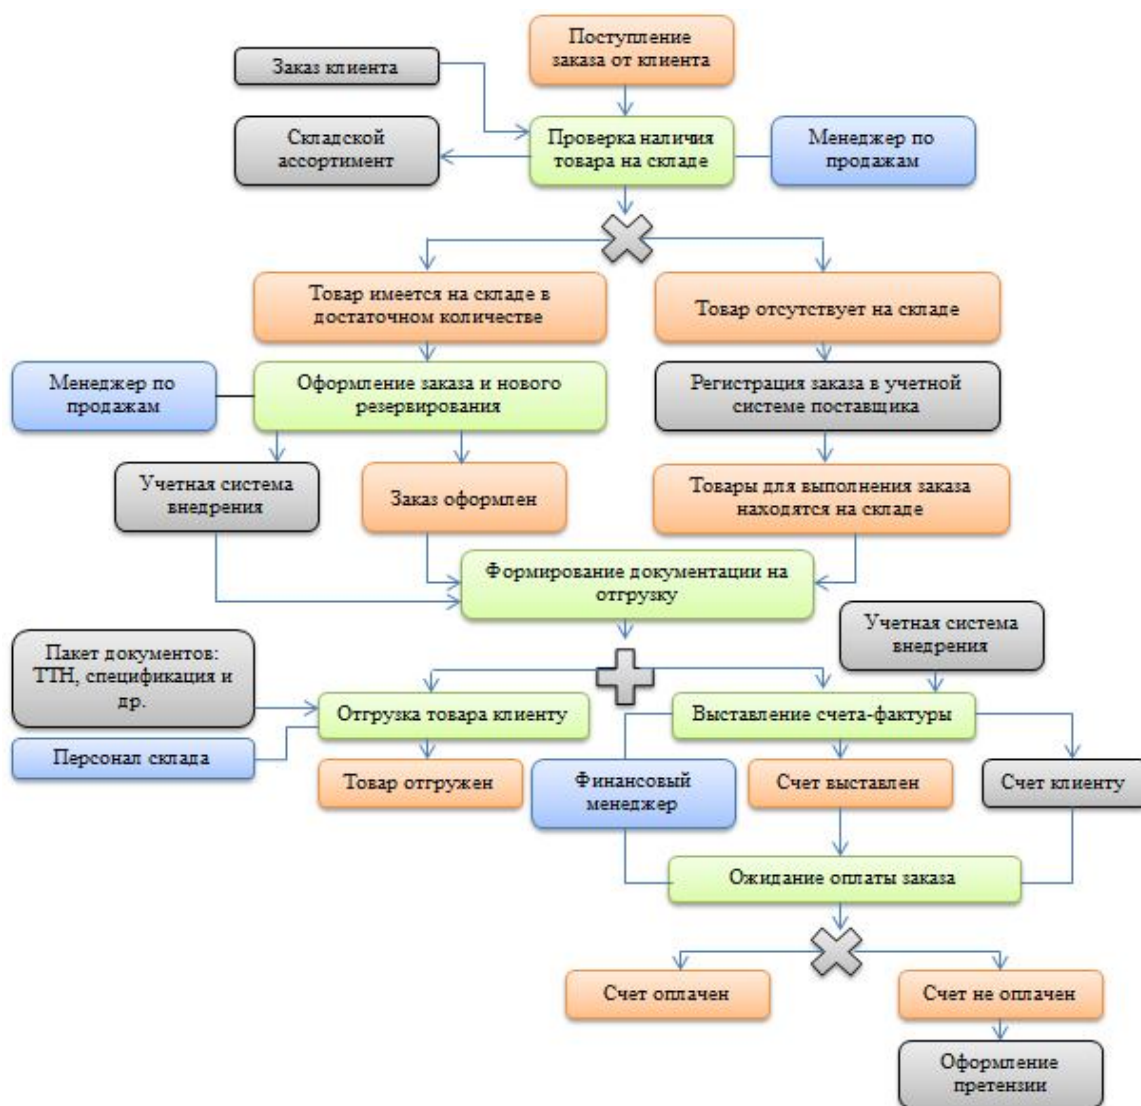 Поступление
заказа от клиента
Заказ клиента
Складской
ассортимент
Проверка наличия
товара на складе
Менеджер по
продажам
Товар имеется на складе в
достаточном количестве
Товар отсутствует на складе
Менеджер по
продажам
Оформление заказа и нового
резервирования
Регистрация заказа в учетной
системе поставщика
Учетная система
внедрения
Заказ оформлен
Товары для выполнения заказа
находятся на складе
Формирование документации на
отгрузку
Учетная система
внедрения
Пакет документов:
ТТН, спецификация и
др.
Отгрузка товара клиенту
Выставление счета-фактуры
Персонал склада
Товар отгружен
Финансовый
менеджер
Счет выставлен
Счет клиенту
Ожидание оплаты заказа
Счет оплачен
Счет не оплачен
Оформление
претензии